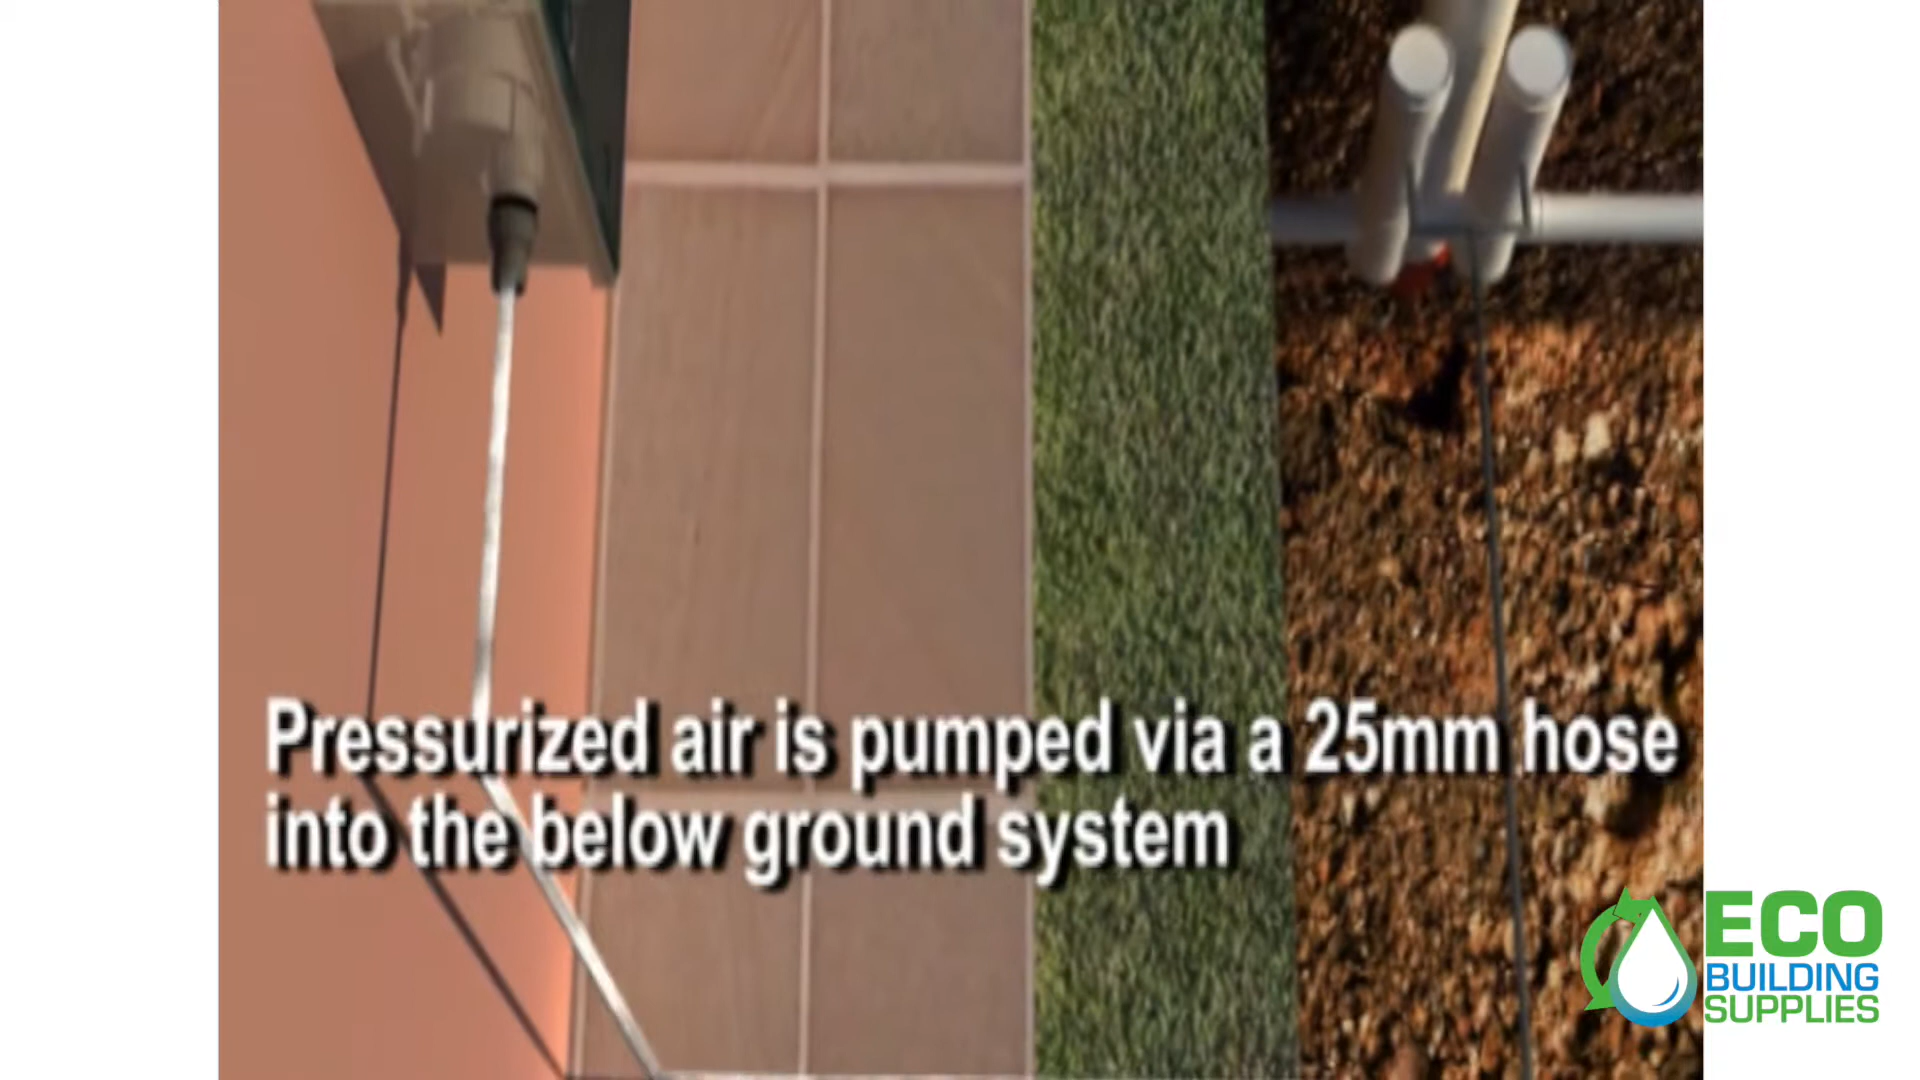 Pressurized air is pumped via a 25mm hose
into the below ground system
ECO
BUILDING
SUPPLIES